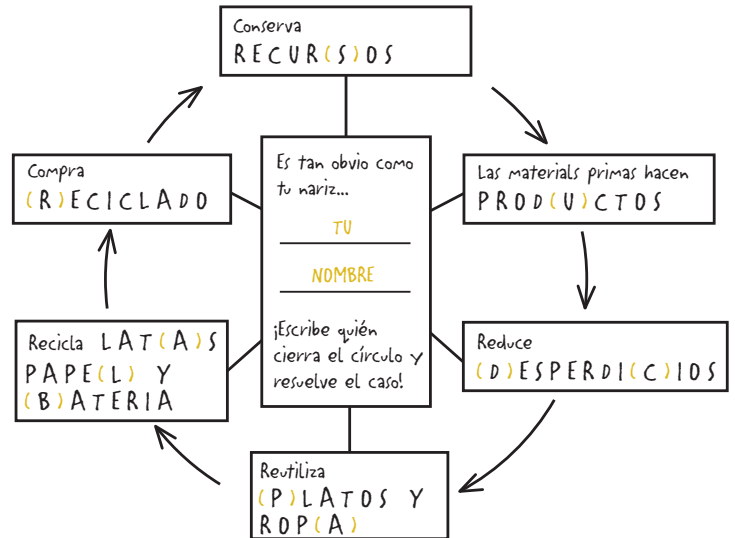 Conserva
RECUR(S)OS
Las materials primas hacen
PROD(U)CTOS
Reduce
(D)ESPERDI(C)IOS
Reutiliza
(P)LATOS Y
ROP(A)
Recicla LAT(A)S
PAPE(L) Y
(B)ATERIA
Compra
(R)ECICLADO
Es tan obvio como
tu nariz...
TU
NOMBRE
¡Escribe quién
cierra el círculo y
resuelve el caso!